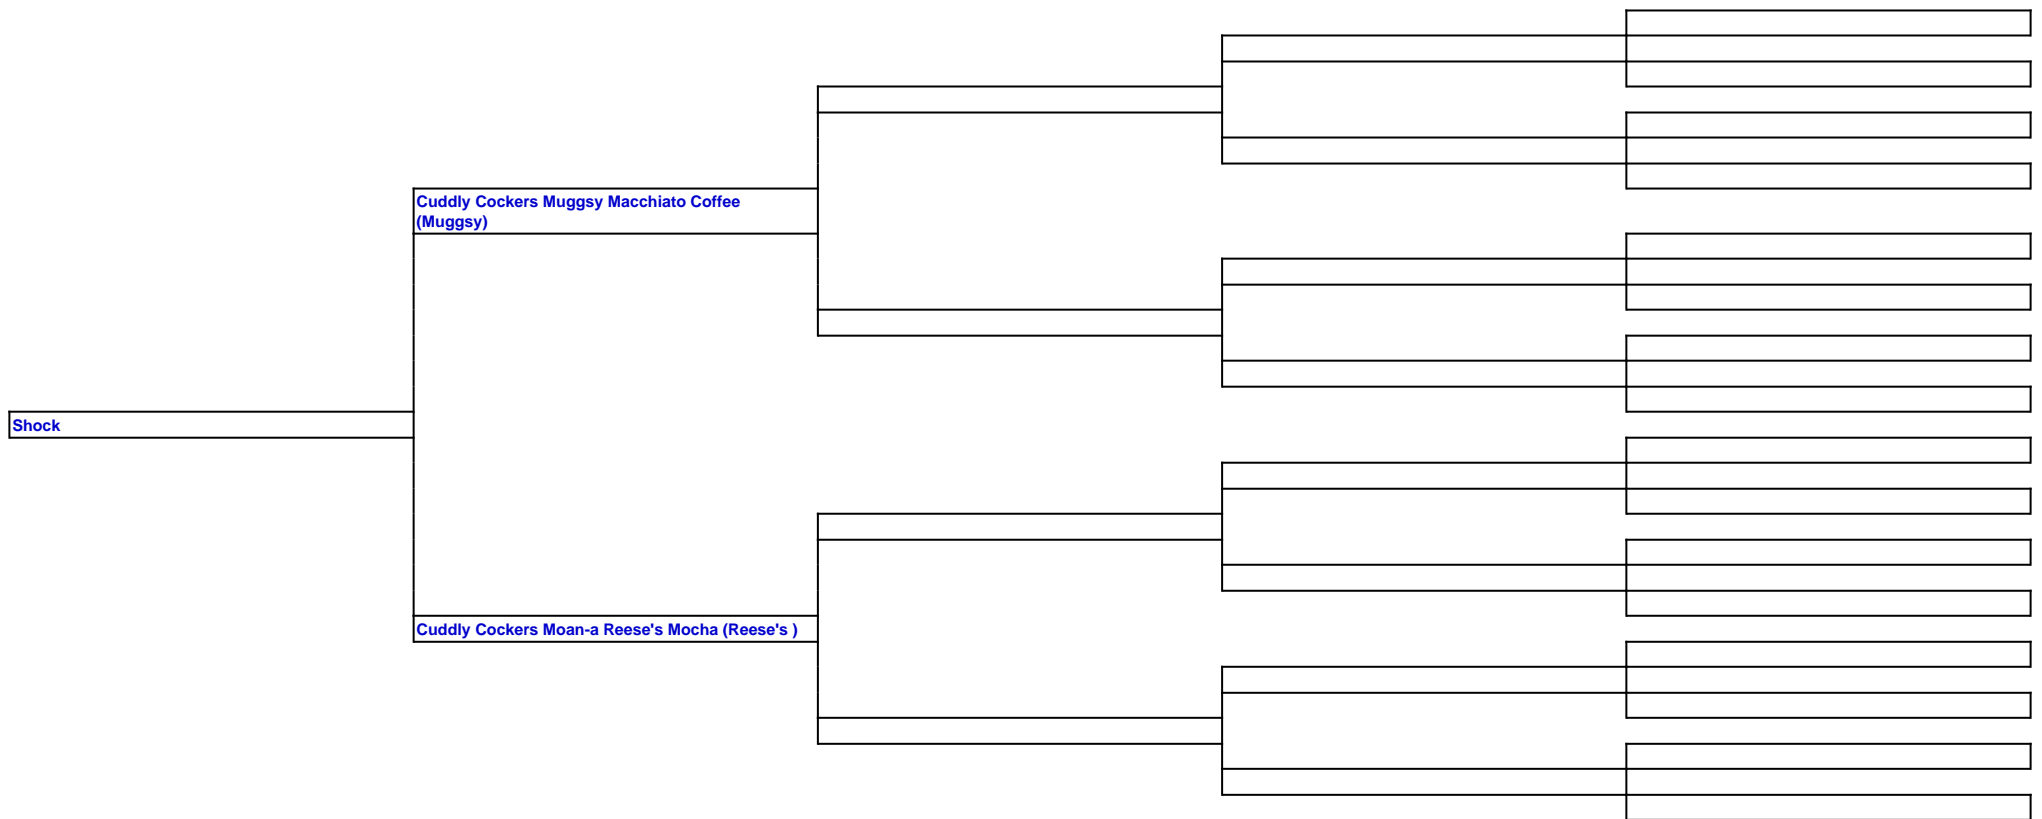 Cuddly Cockers Muggsy Macchiato Coffee
(Muggsy)
Shock
Cuddly Cockers Moan-a Reese's Mocha (Reese's )